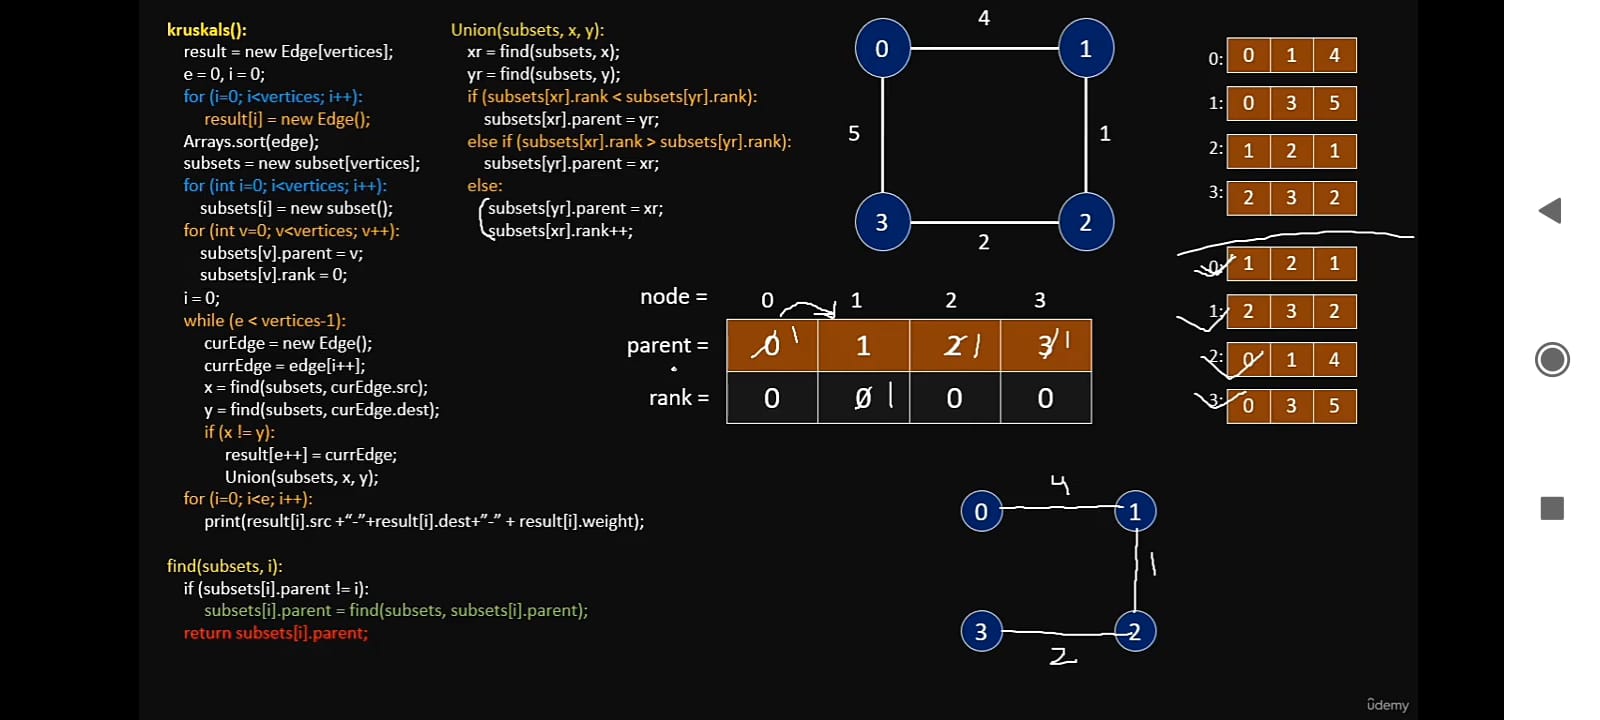 kruskals():
result = new Edge[vertices];
e = 0, i = 0;
for (i=0; i<vertices; i++):
result[i] = new Edge();
Arrays.sort(edge);
subsets = new subset[vertices];
for (int i=0; i<vertices; i++):
subsets[i] = new subset();
for (int v=0; v<vertices; v++):
subsets[v].parent = v;
subsets[v].rank = 0;
i = 0;
while (e < vertices-1):
curEdge = new Edge();
currEdge = edge[i++];
x = find(subsets, curEdge.src);
y = find(subsets, curEdge.dest);
if (x != y):
result[e++] = currEdge;
Union(subsets, x, y);
for (i=0; i<e; i++):
print(result[i].src +“-”+result[i].dest+”-” + result[i].weight);
find(subsets, i):
if (subsets[i].parent != i):
subsets[i].parent = find(subsets, subsets[i].parent);
return subsets[i].parent;
Union(subsets, x, y):
xr = find(subsets, x);
yr = find(subsets, y);
if (subsets[xr].rank < subsets[yr].rank):
subsets[xr].parent = yr;
else if (subsets[xr].rank > subsets[yr].rank):
subsets[yr].parent = xr;
else:
subsets[yr].parent = xr;
subsets[xr].rank++;
4
0 1
5 1
3 2
2
node = 0 1 2 3
parent = 0 1 1 2 1 3 1
rank = 0 0 1 0 0
0: 0 1 4
1: 0 3 5
2: 1 2 1
3: 2 3 2
0: 1 2 1
1: 2 3 2
2: 0 1 4
3: 0 3 5
4
0 1
1
3 2
2
ûdemy